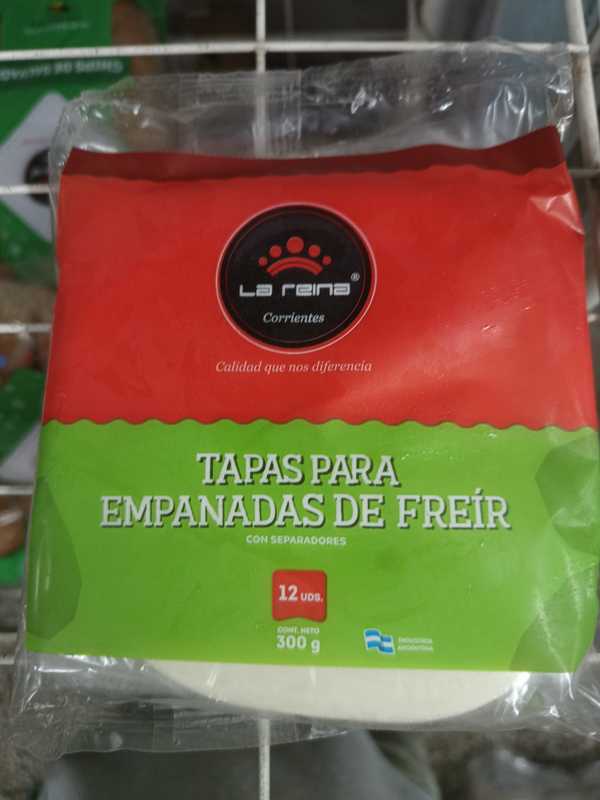 La reina®
Corrientes
Calidad que nos diferencia
TAPAS PARA
EMPANADAS DE FREÍR
CON SEPARADORES
12 UDS.
CONT. NETO
300 g
INDUSTRIA
ARGENTINA